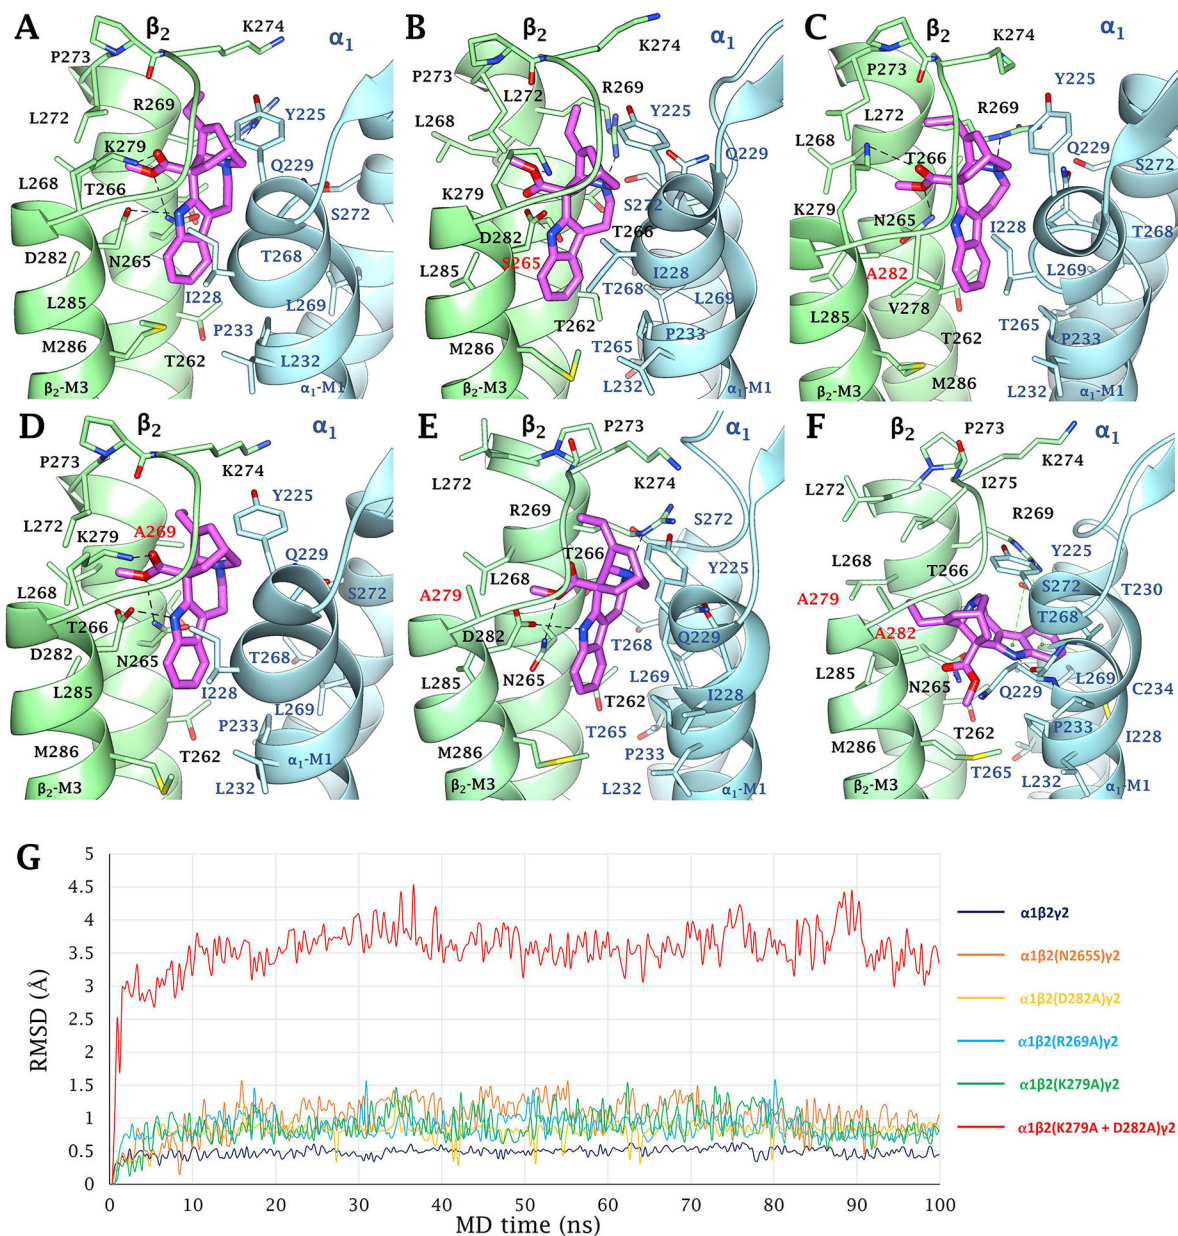 A
β2
K274
α1
P273
R269
Y225
L272
K279
Q229
L268
T266
S272
D282
N265
T268
L285
I228
L269
M286
P233
T262
L232
β2-M3
α1-M1
B
β2
α1
K274
P273
L272
R269
Y225
L268
Q229
K279
S272
D282
T266
S265
L285
I228
T268
L269
T262
M286
P233
T265
L232
β2-M3
α1-M1
C
β2
K274
α1
P273
Y225
L272
R269
L268
Q229
T266
S272
K279
N265
I228
T268
A282
L269
V278
L285
T265
T262
P233
M286
β2-M3
L232
α1-M1
D
β2
α1
P273
K274
Y225
L272
A269
K279
Q229
L268
S272
T266
D282
N265
T268
L285
I228
L269
P233
M286
T262
α1-M1
β2-M3
L232
E
β2
P273
α1
L272
K274
R269
S272
T266
L268
Y225
A279
D282
T268
Q229
L285
N265
L269
I228
T262
T265
M286
P233
L232
β2-M3
α1-M1
F
β2
P273
α1
K274
L272
I275
R269
L268
T266
Y225
S272
T230
A279
T268
A282
L285
N265
Q229
L269
C234
T262
P233
M286
I228
T265
L232
β2-M3
α1-M1
G
5
4.5
4
3.5
3
2.5
2
1.5
1
0.5
0
RMSD (Å)
0
10
20
30
40
50
60
70
80
90
100
MD time (ns)
α1β2γ2
α1β2(N265S)γ2
α1β2(D282A)γ2
α1β2(R269A)γ2
α1β2(K279A)γ2
α1β2(K279A + D282A)γ2